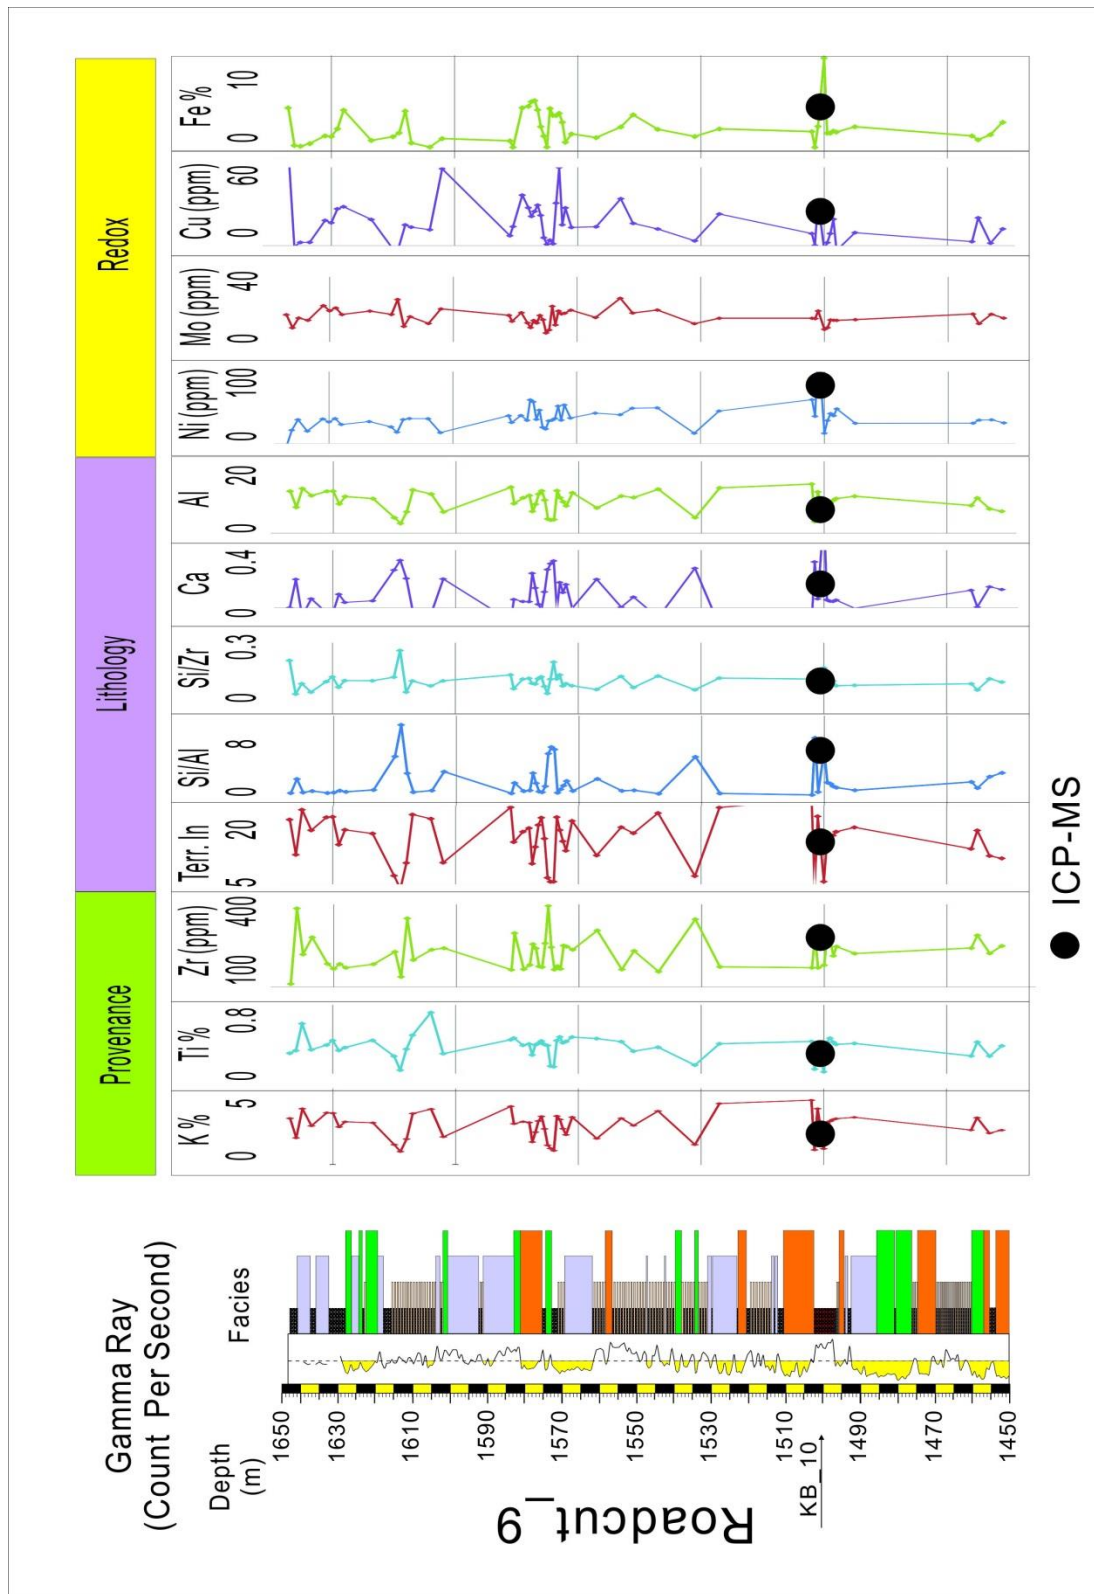 Redox
Lithology
Provenance
Fe %
10
0
Cu (ppm)
60
0
Mo (ppm)
40
0
Ni (ppm)
100
0
Al
20
0
Ca
0.4
0
Si/Zr
0.3
0
Si/Al
8
0
Terr. In
20
5
Zr (ppm)
400
100
Ti %
0.8
0
K %
5
0
ICP-MS
Gamma Ray
(Count Per Second)
Facies
Depth
(m)
1650
1630
1610
1590
1570
1550
1530
1510
1490
1470
1450
KB_10
Roadcut_9